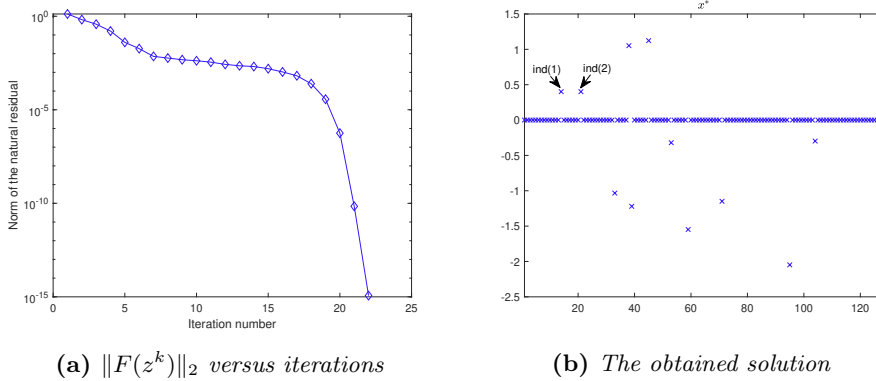 x*
10^0
10^-5
10^-10
10^-15
Norm of the natural residual
0 5 10 15 20 25
Iteration number
1.5
1
0.5
0
-0.5
-1
-1.5
-2
-2.5
ind(1) ind(2)
20 40 60 80 100 120
(a) ‖F(z^k)‖_2 versus iterations
(b) The obtained solution